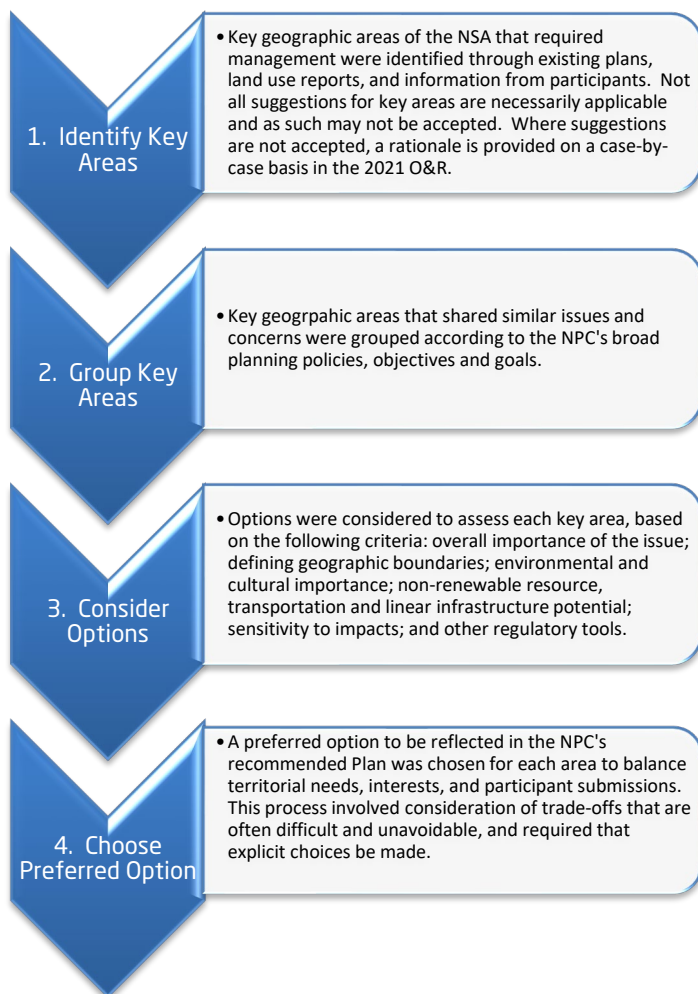 1. Identify Key
Areas
• Key geographic areas of the NSA that required
management were identified through existing plans,
land use reports, and information from participants.  Not
all suggestions for key areas are necessarily applicable
and as such may not be accepted.  Where suggestions
are not accepted, a rationale is provided on a case-by-
case basis in the 2021 O&R.
2. Group Key
Areas
• Key geogrpahic areas that shared similar issues and
concerns were grouped according to the NPC's broad
planning policies, objectives and goals.
3. Consider
Options
• Options were considered to assess each key area, based
on the following criteria: overall importance of the issue;
defining geographic boundaries; environmental and
cultural importance; non-renewable resource,
transportation and linear infrastructure potential;
sensitivity to impacts; and other regulatory tools.
4. Choose
Preferred Option
• A preferred option to be reflected in the NPC's
recommended Plan was chosen for each area to balance
territorial needs, interests, and participant submissions.
This process involved consideration of trade-offs that are
often difficult and unavoidable, and required that
explicit choices be made.